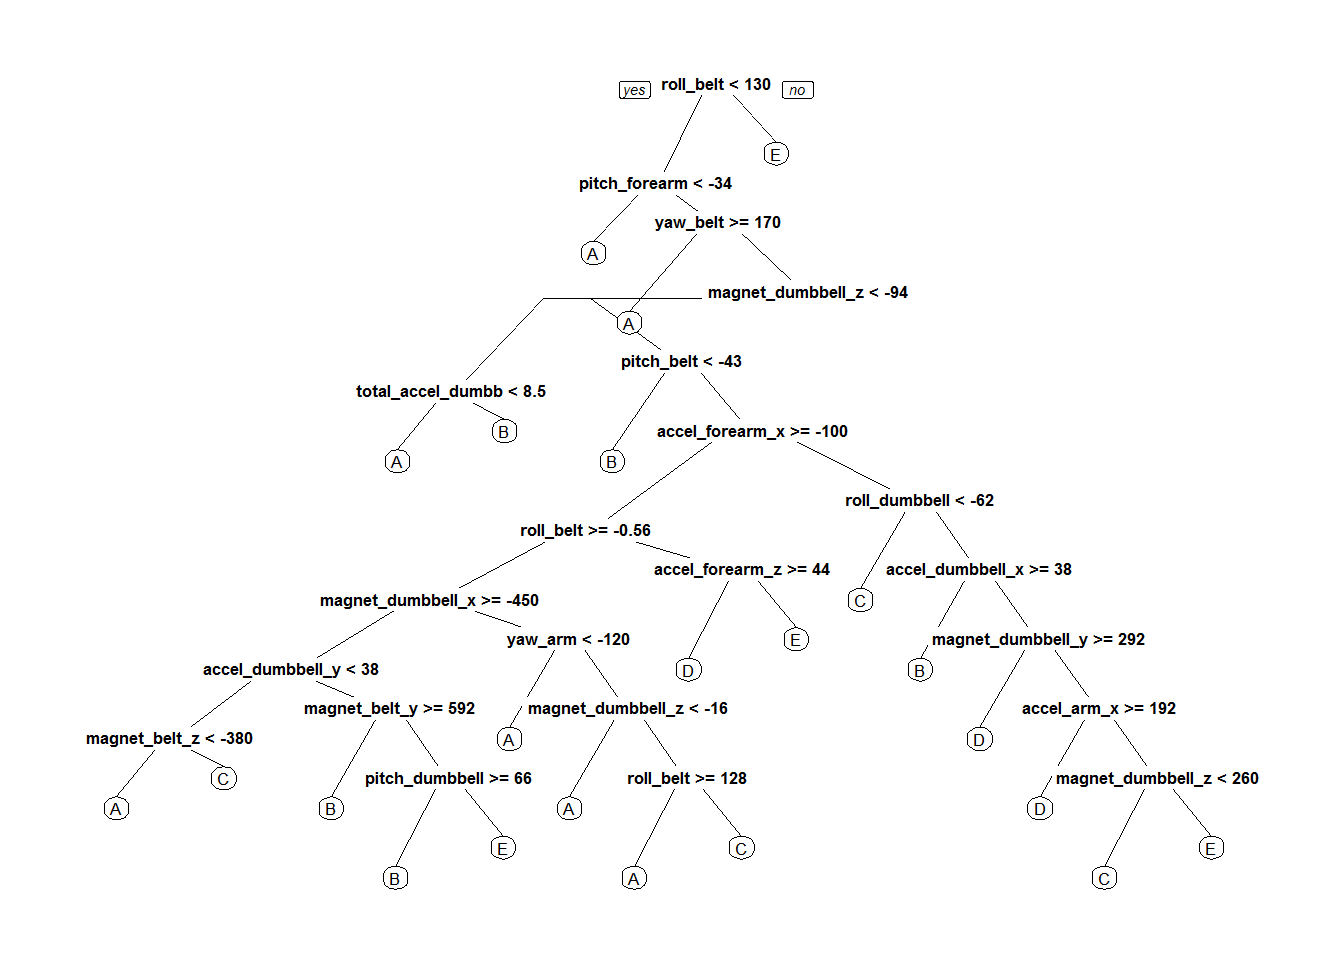 yes roll_belt < 130 no
E
pitch_forearm < -34
yaw_belt >= 170
A
magnet_dumbbell_z < -94
A
pitch_belt < -43
total_accel_dumbb < 8.5
B
accel_forearm_x >= -100
A
B
roll_dumbbell < -62
roll_belt >= -0.56
accel_forearm_z >= 44
accel_dumbbell_x >= 38
magnet_dumbbell_x >= -450
C
yaw_arm < -120
E
magnet_dumbbell_y >= 292
accel_dumbbell_y < 38
D
B
magnet_belt_y >= 592
magnet_dumbbell_z < -16
accel_arm_x >= 192
magnet_belt_z < -380
A
D
C
pitch_dumbbell >= 66
roll_belt >= 128
magnet_dumbbell_z < 260
A
B
A
D
E
C
E
B
A
C